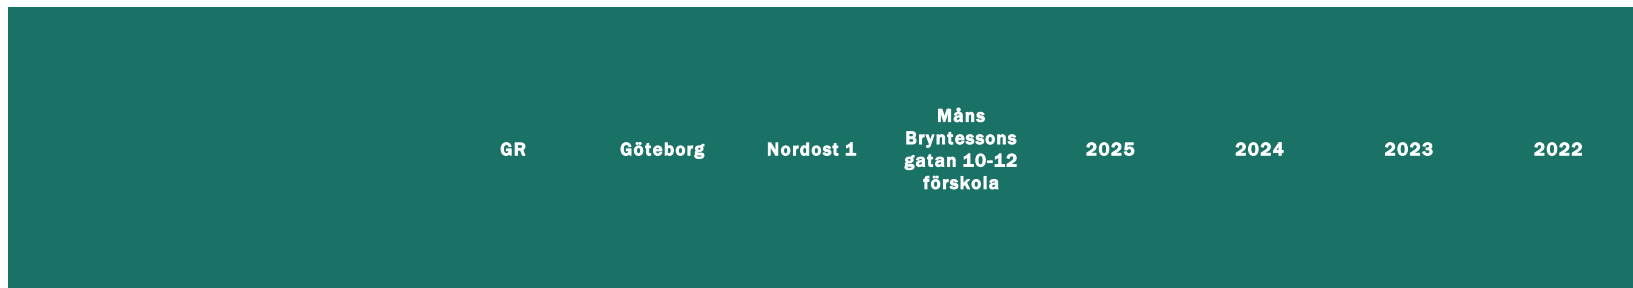 GR
Göteborg
Nordost 1
Måns
Bryntessons
gatan 10-12
förskola
2025
2024
2023
2022